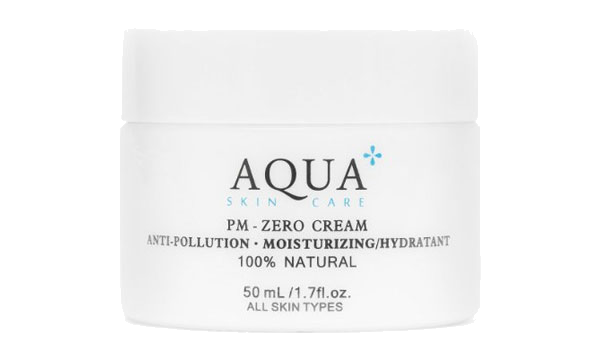 AQUA
SKIN CARE
PM - ZERO CREAM
ANTI-POLLUTION · MOISTURIZING/HYDRATANT
100% NATURAL
50 mL /1.7fl.oz.
ALL SKIN TYPES